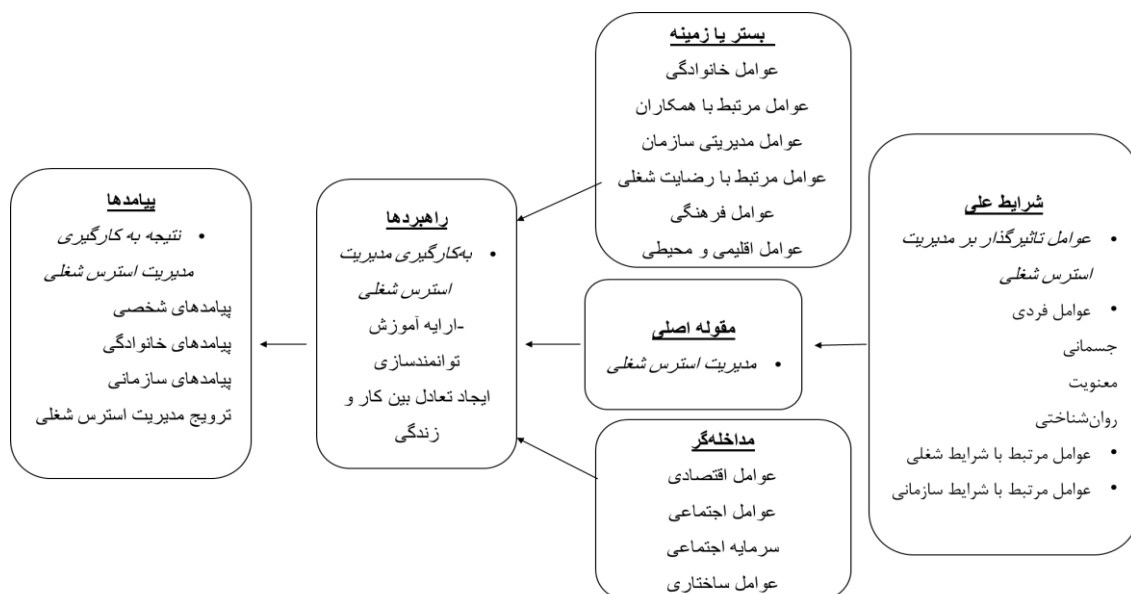 شرایط علی
عوامل تاثیرگذار بر مدیریت
استرس شغلی
عوامل فردی
جسمانی
معنویت
روان‌شناختی
عوامل مرتبط با شرایط شغلی
عوامل مرتبط با شرایط سازمانی
بستر یا زمینه
عوامل خانوادگی
عوامل مرتبط با همکاران
عوامل مدیریتی سازمان
عوامل مرتبط با رضایت شغلی
عوامل فرهنگی
عوامل اقلیمی و محیطی
مقوله اصلی
مدیریت استرس شغلی
مداخله‌گر
عوامل اقتصادی
عوامل اجتماعی
سرمایه اجتماعی
عوامل ساختاری
راهبردها
به‌کارگیری مدیریت
استرس شغلی
-ارایه آموزش
توانمندسازی
ایجاد تعادل بین کار و
زندگی
پیامدها
نتیجه به کارگیری
مدیریت استرس شغلی
پیامدهای شخصی
پیامدهای خانوادگی
پیامدهای سازمانی
ترویج مدیریت استرس شغلی